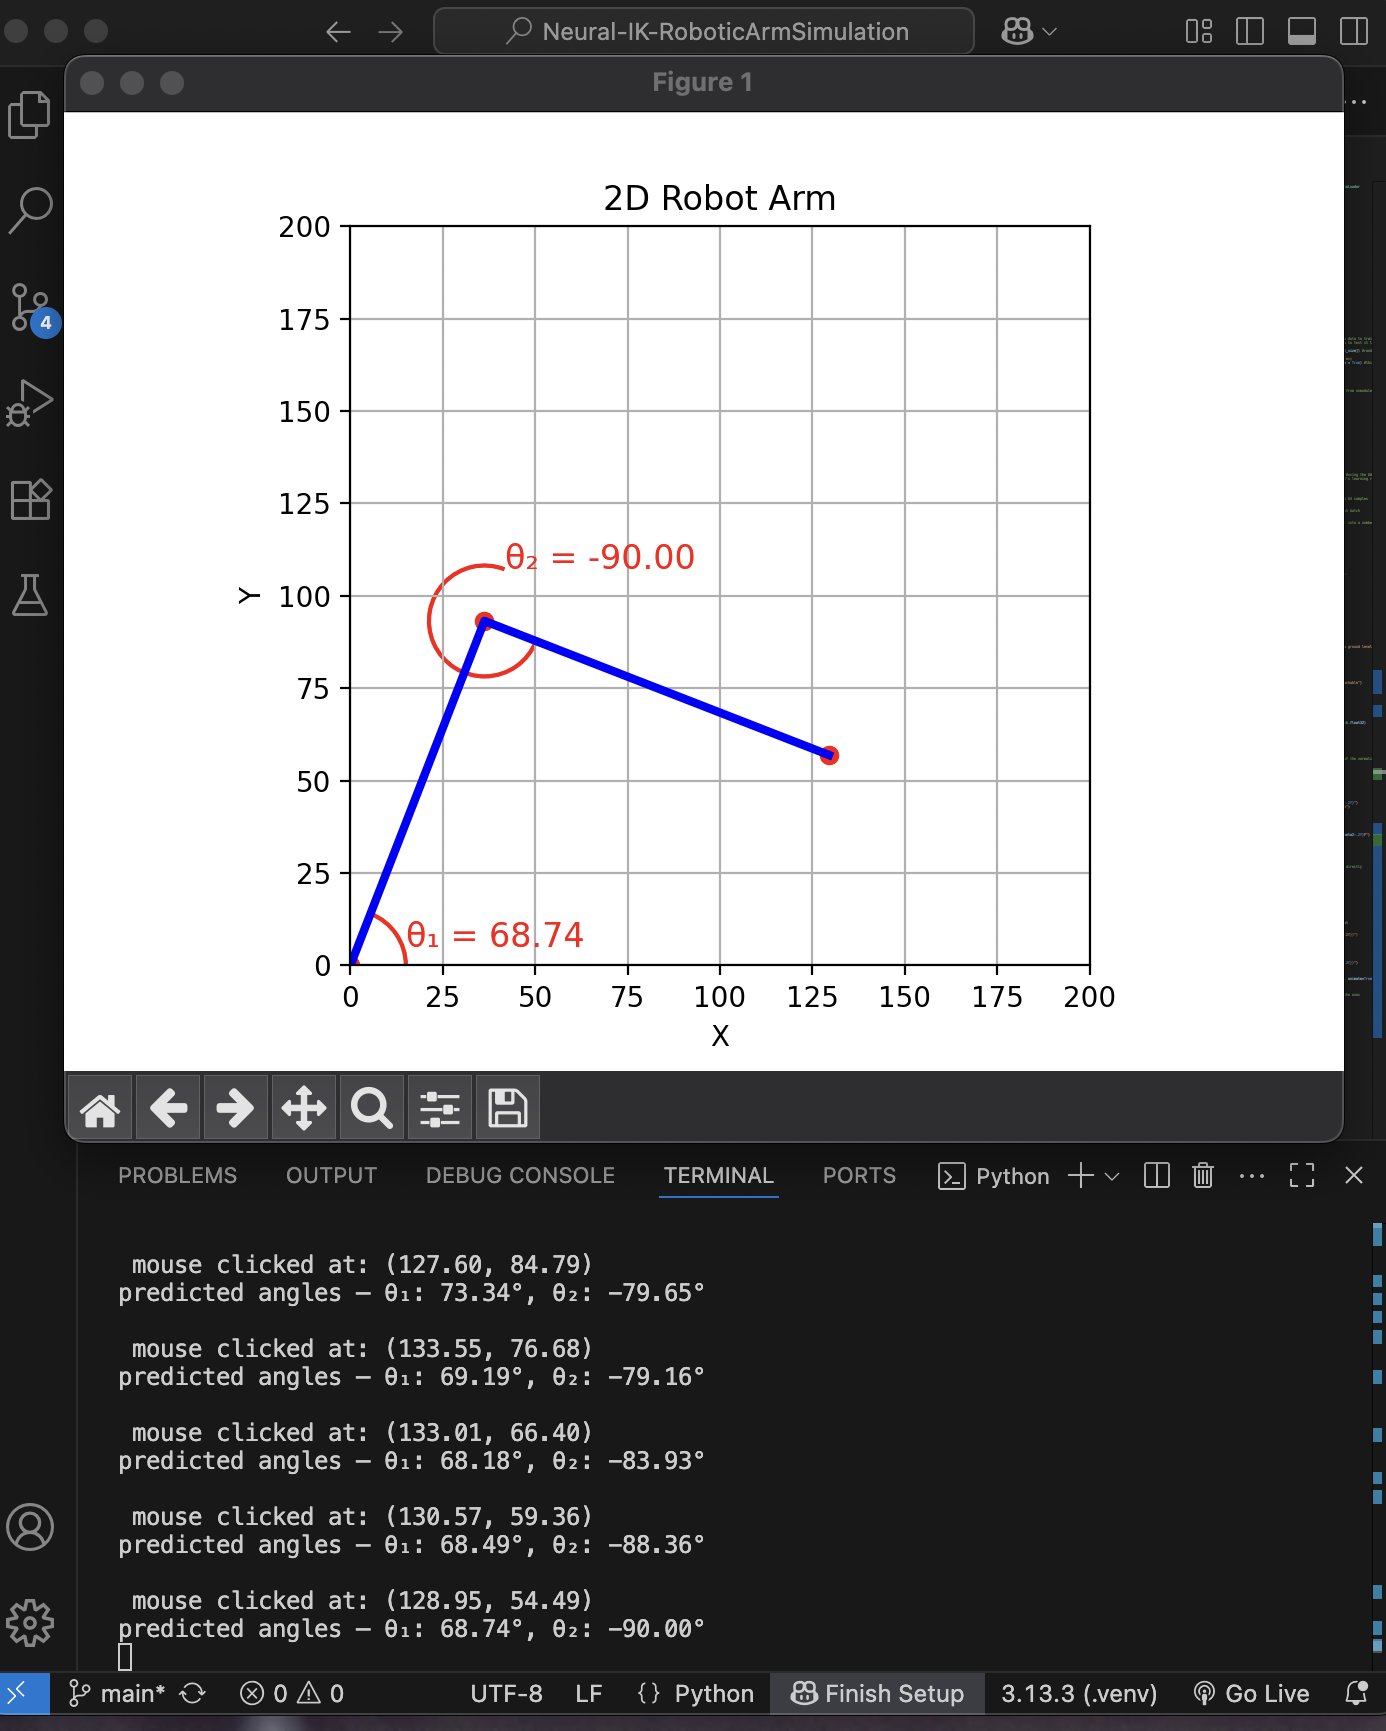 Neural-IK-RoboticArmSimulation
Figure 1
4
2D Robot Arm
200
175
150
125
100
75
50
25
0
Y
θ₂ = -90.00
θ₁ = 68.74
0 25 50 75 100 125 150 175 200
X
PROBLEMS OUTPUT DEBUG CONSOLE TERMINAL PORTS Python
mouse clicked at: (127.60, 84.79)
predicted angles — θ₁: 73.34°, θ₂: -79.65°
mouse clicked at: (133.55, 76.68)
predicted angles — θ₁: 69.19°, θ₂: -79.16°
mouse clicked at: (133.01, 66.40)
predicted angles — θ₁: 68.18°, θ₂: -83.93°
mouse clicked at: (130.57, 59.36)
predicted angles — θ₁: 68.49°, θ₂: -88.36°
mouse clicked at: (128.95, 54.49)
predicted angles — θ₁: 68.74°, θ₂: -90.00°
main* 0 0 UTF-8 LF {} Python Finish Setup 3.13.3 (.venv) Go Live